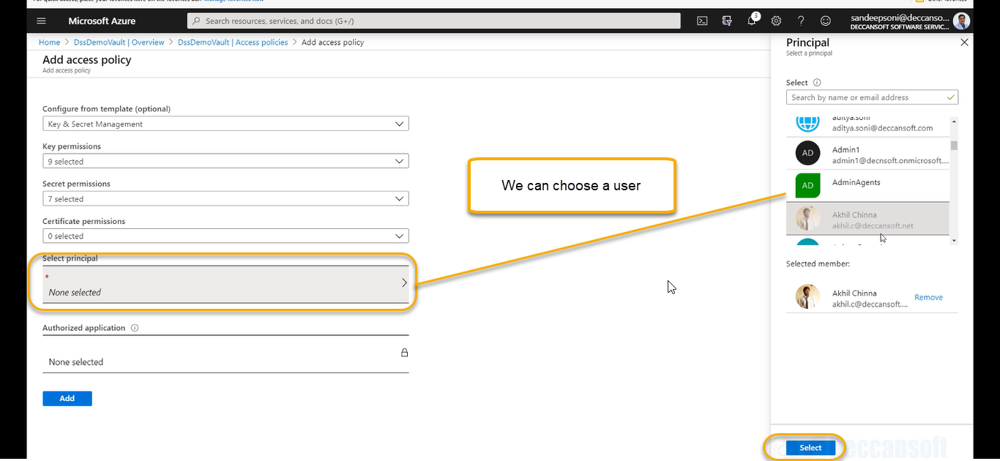 Microsoft Azure
Search resources, services, and docs (G+/)
3
sandeepsoni@deccanso...
DECCANSOFT SOFTWARE SERVIC...
Home > DssDemoVault | Overview > DssDemoVault | Access policies > Add access policy
Add access policy
Add access policy
Configure from template (optional)
Key & Secret Management
Key permissions
9 selected
Secret permissions
7 selected
Certificate permissions
0 selected
Select principal
*
None selected
Authorized application
None selected
Add
We can choose a user
Principal
Select a principal
Select
Search by name or email address
aditya.soni
aditya.soni@deccansoft.com
AD
Admin1
admin1@decnsoft.onmicrosoft....
AD
AdminAgents
Akhil Chinna
akhil.c@deccansoft.net
Selected member:
Akhil Chinna
akhil.c@deccansoft....
Remove
Select
deccansoft